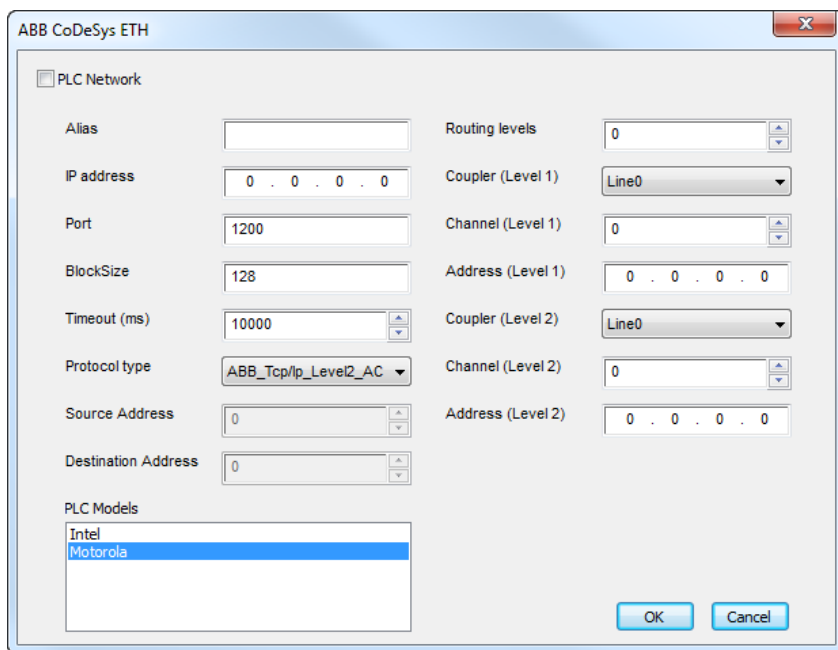 ABB CoDeSys ETH
PLC Network
Alias
IP address 0 . 0 . 0 . 0
Port 1200
BlockSize 128
Timeout (ms) 10000
Protocol type ABB_Tcp/Ip_Level2_AC
Source Address 0
Destination Address 0
PLC Models
Intel
Motorola
Routing levels 0
Coupler (Level 1) Line0
Channel (Level 1) 0
Address (Level 1) 0 . 0 . 0 . 0
Coupler (Level 2) Line0
Channel (Level 2) 0
Address (Level 2) 0 . 0 . 0 . 0
OK Cancel